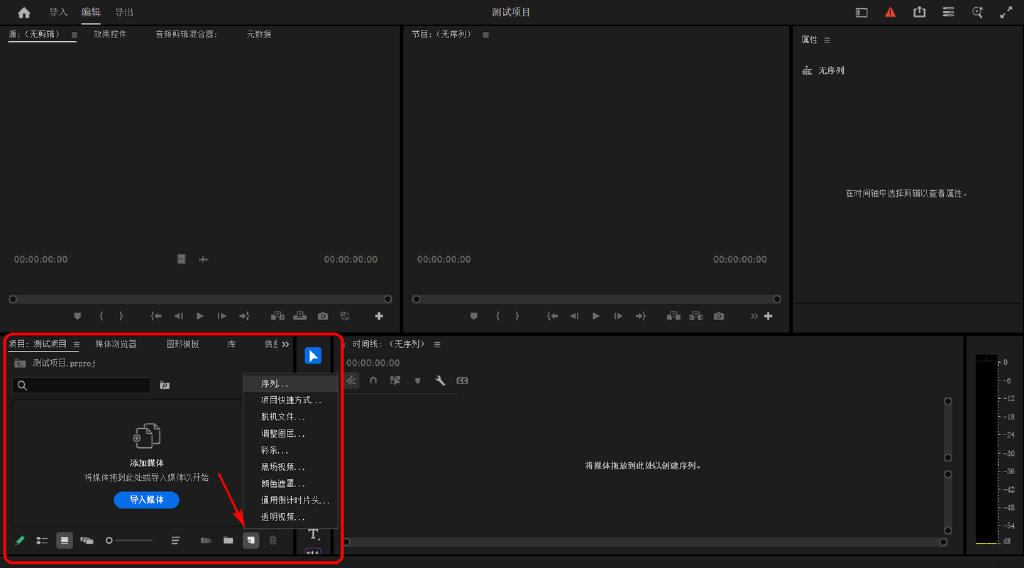 导入 编辑 导出
测试项目
源：（无剪辑） 效果控件 音频剪辑混合器： 元数据
节目：（无序列）
属性
无序列
在时间轴中选择剪辑以查看属性。
00:00:00:00 00:00:00:00
00:00:00:00 00:00:00:00
项目：测试项目 媒体浏览器 图形模板 库
测试项目.prproj
添加媒体
将媒体拖到此处或导入媒体以开始
导入媒体
序列...
项目快捷方式...
脱机文件...
调整图层...
彩条...
黑场视频...
颜色遮罩...
通用倒计时片头...
透明视频...
T
时间线：（无序列）
00:00:00:00
CC
将媒体拖放到此处以创建序列。
0
-6
-12
-18
-24
-30
-36
-42
-48
-54
dB